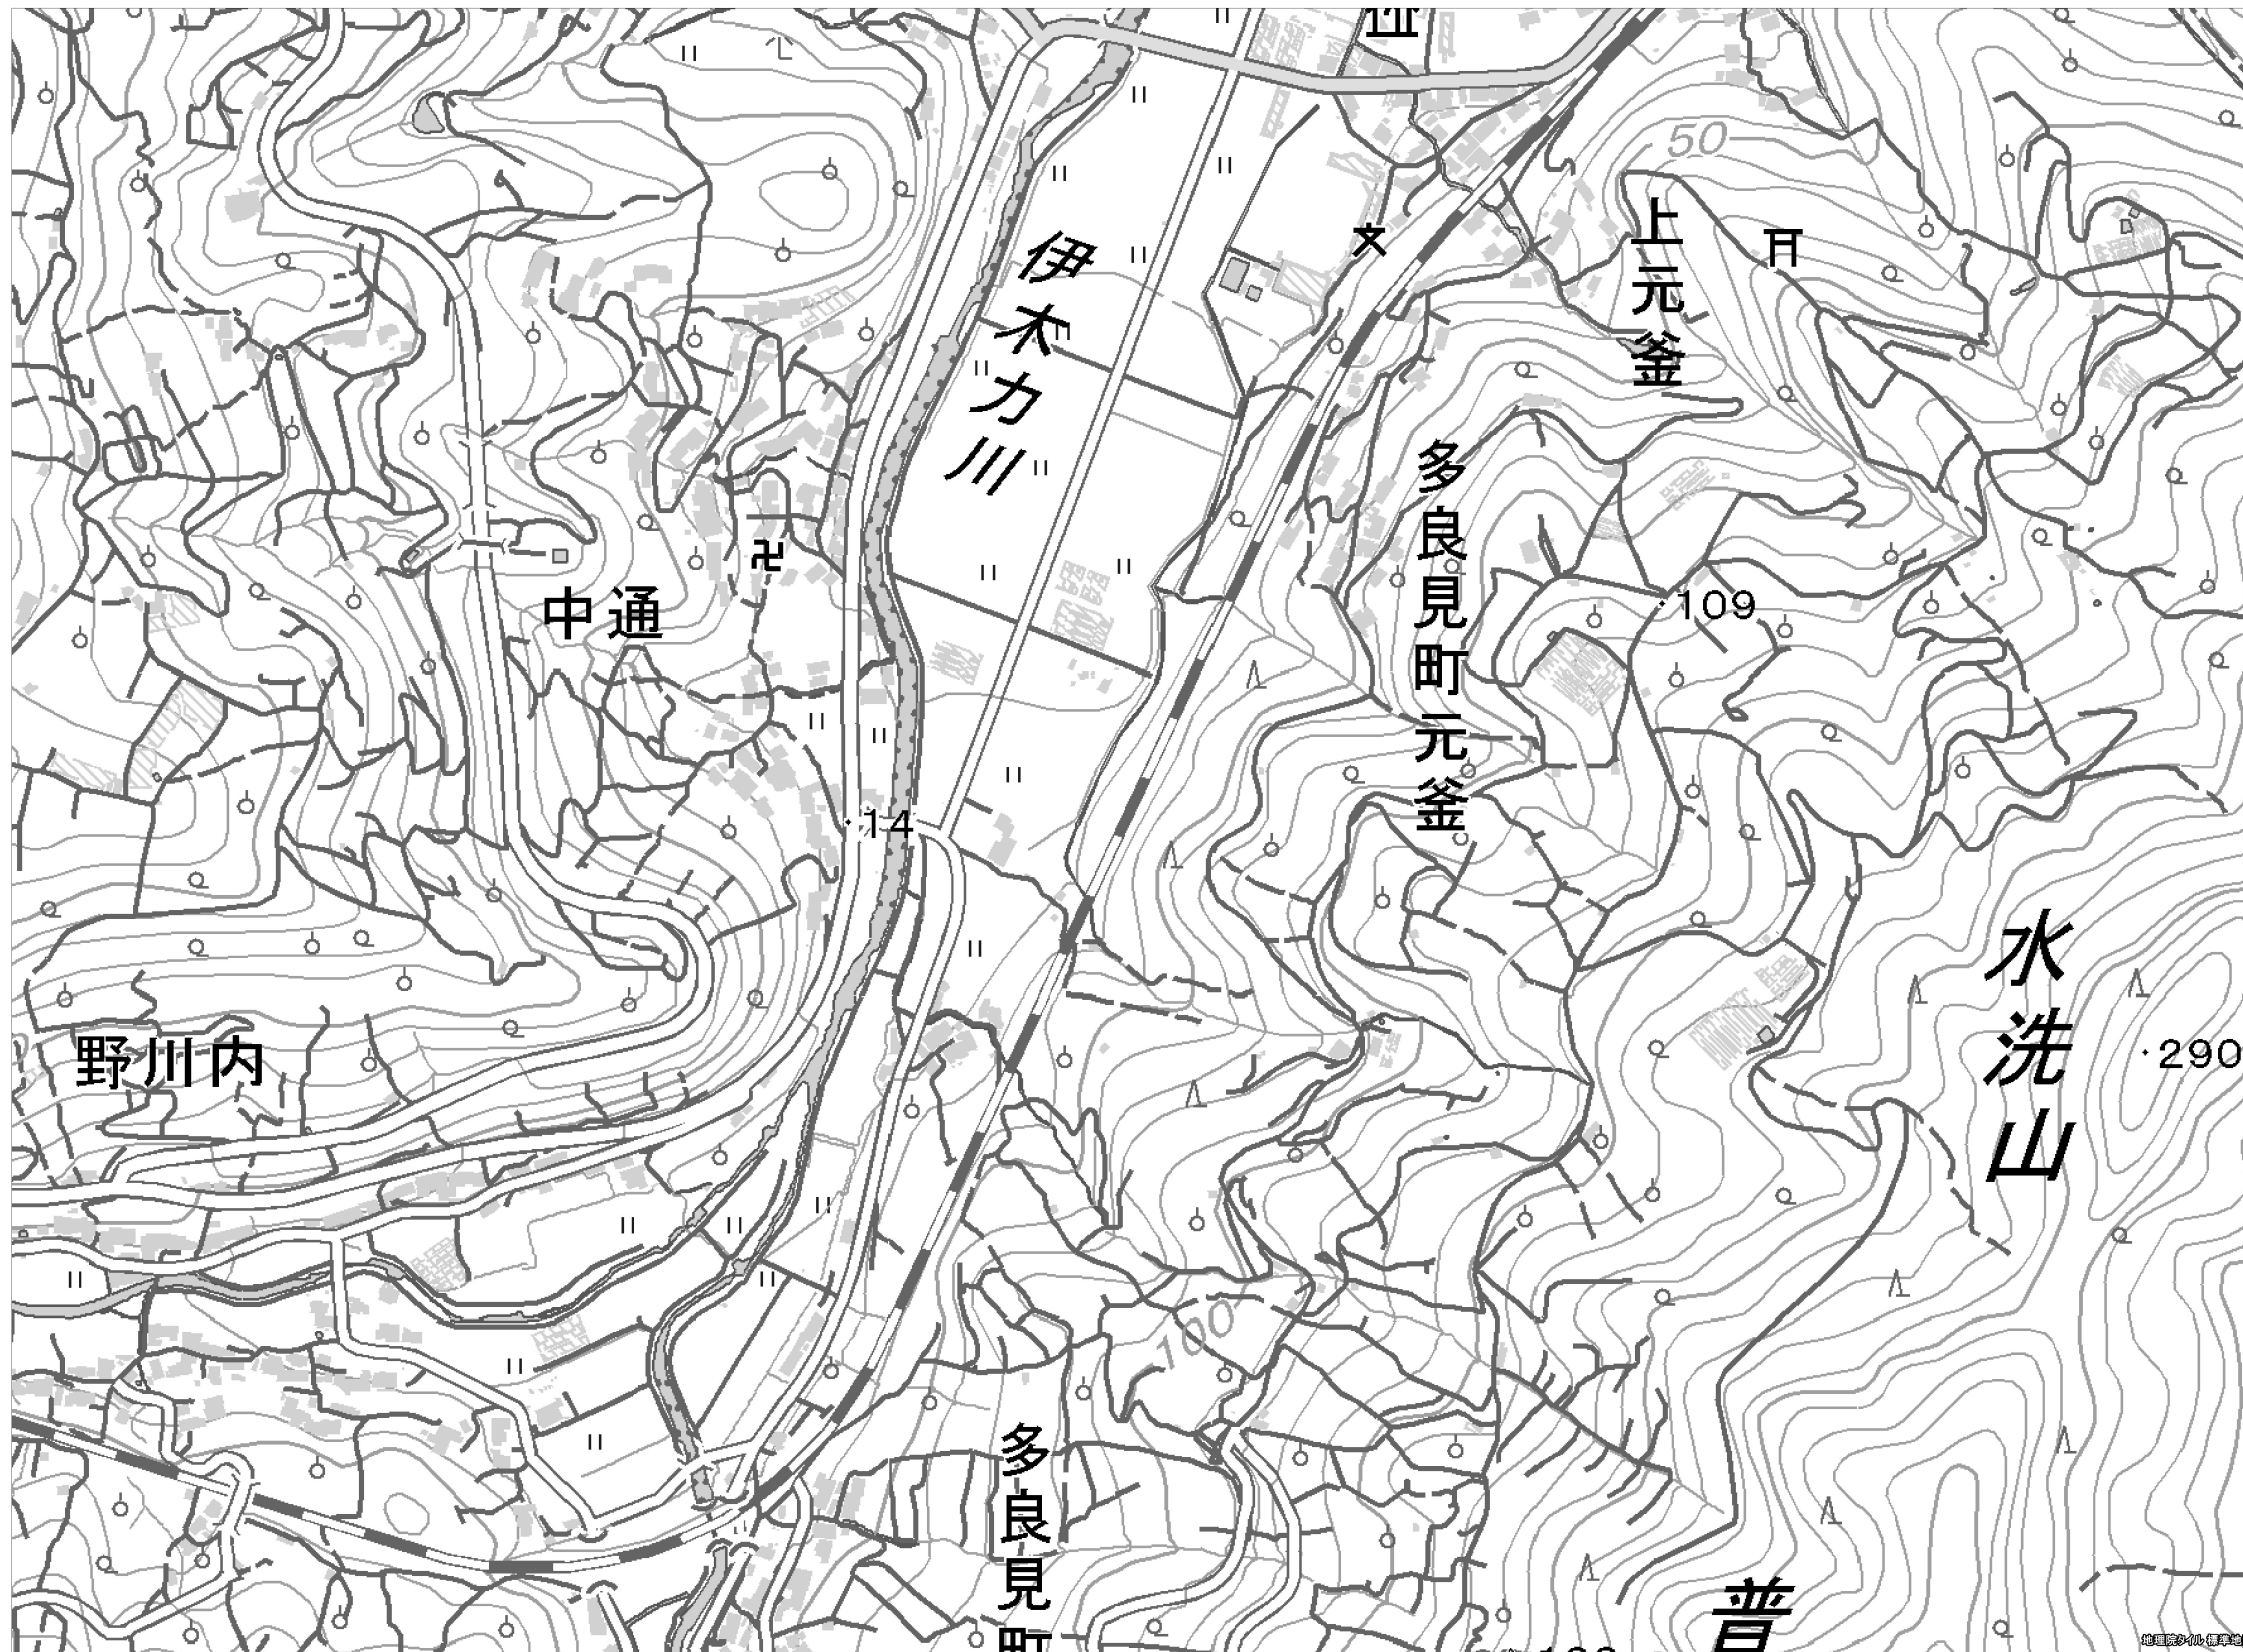 50
上元釜
伊木力川
多良見町元釜
109
中通
14
水洗山
290
野川内
100
多良見町
普
地理院タイル 標準地